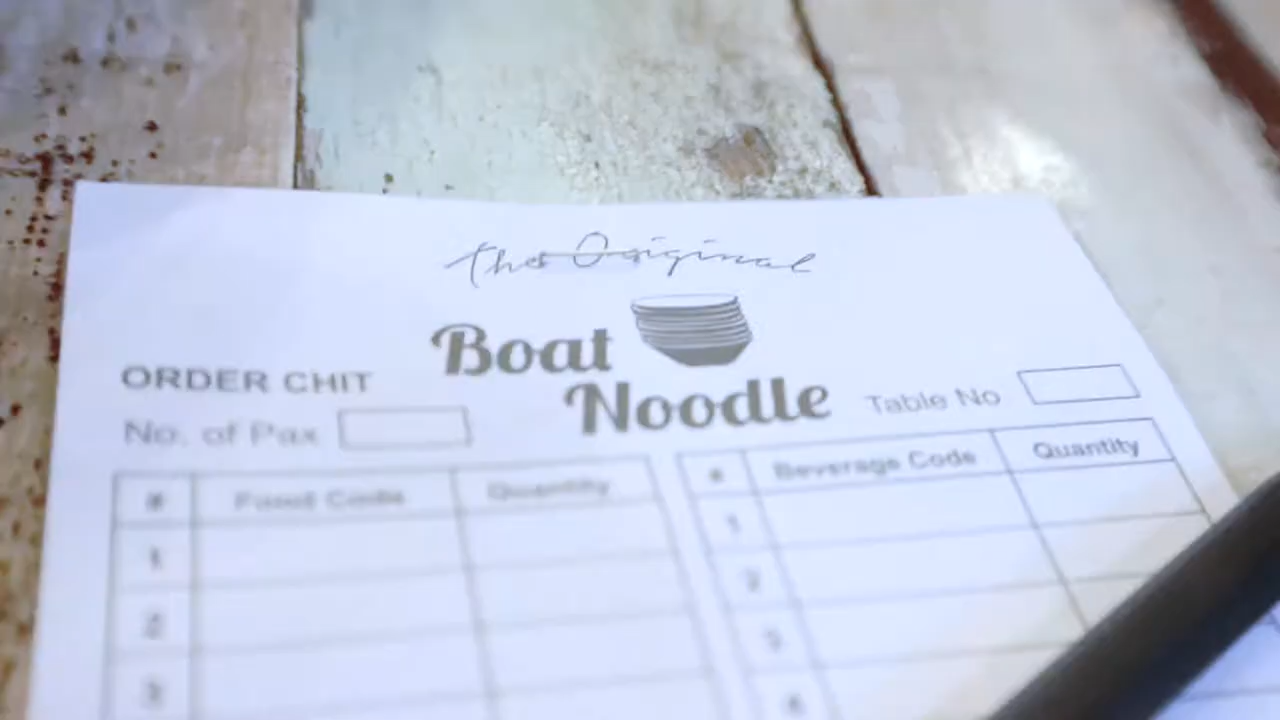 The Original
Boat
Noodle
ORDER CHIT
No. of Pax
Table No
# Food Code Quantity
1
2
3
# Beverage Code Quantity
1
2
3
4